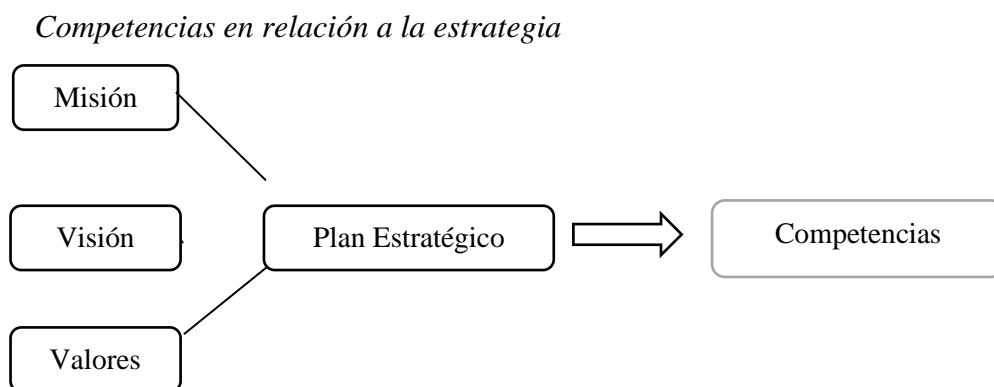 Competencias en relación a la estrategia
Misión
Visión
Plan Estratégico
Competencias
Valores